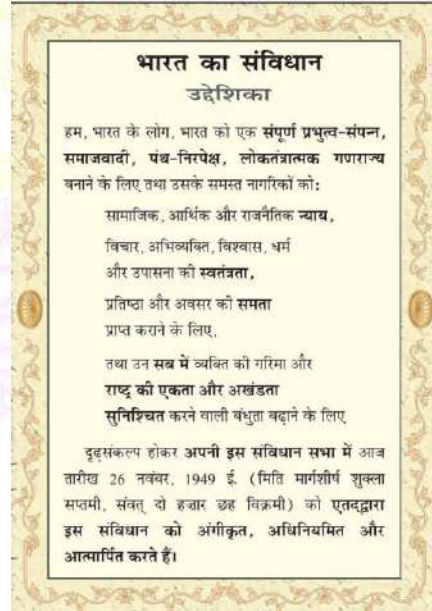 भारत का संविधान
उद्देशिका
हम, भारत के लोग, भारत को एक संपूर्ण प्रभुत्व-संपन्न,
समाजवादी, पंथ-निरपेक्ष, लोकतंत्रात्मक गणराज्य
बनाने के लिए तथा उसके समस्त नागरिकों को:
सामाजिक, आर्थिक और राजनैतिक न्याय,
विचार, अभिव्यक्ति, विश्वास, धर्म
और उपासना की स्वतंत्रता,
प्रतिष्ठा और अवसर की समता
प्राप्त कराने के लिए,
तथा उन सब में व्यक्ति की गरिमा और
राष्ट्र की एकता और अखंडता
सुनिश्चित करने वाली बंधुता बढ़ाने के लिए
दृढ़संकल्प होकर अपनी इस संविधान सभा में आज
तारीख 26 नवंबर, 1949 ई. (मिति मार्गशीर्ष शुक्ला
सप्तमी, संवत् दो हज़ार छह विक्रमी) को एतद्द्वारा
इस संविधान को अंगीकृत, अधिनियमित और
आत्मार्पित करते हैं।